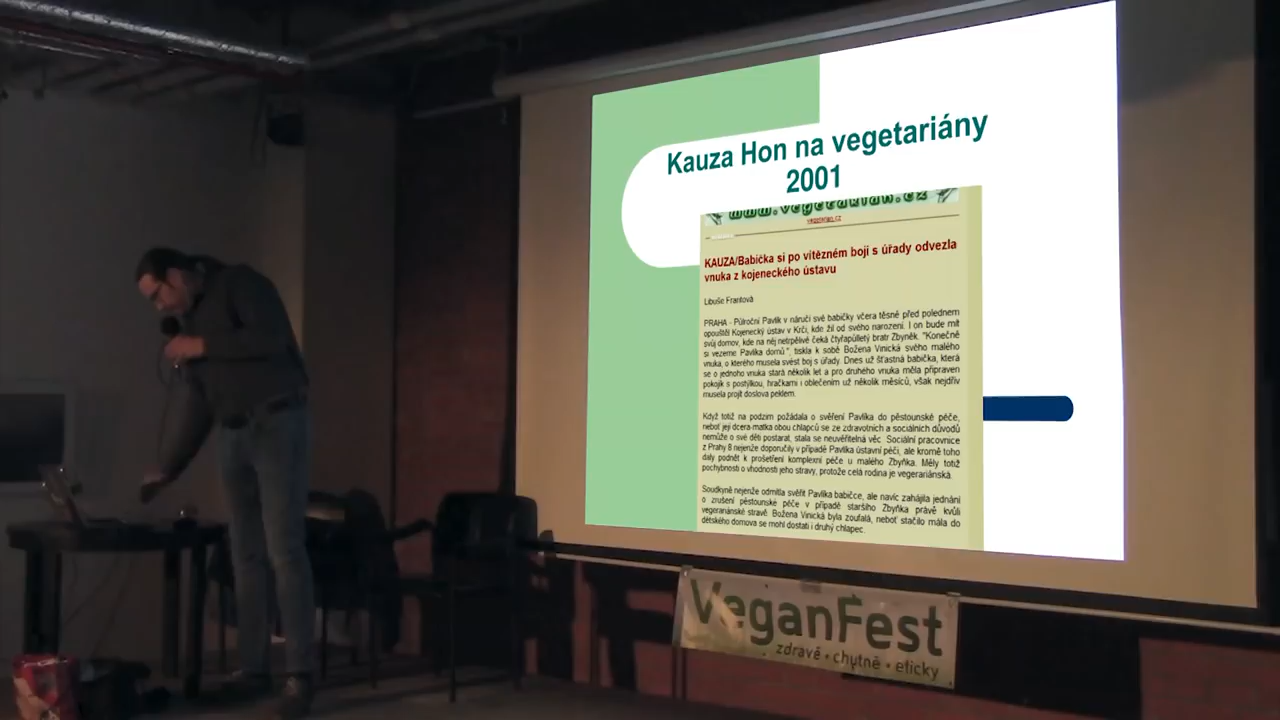 Kauza Hon na vegetariány
2001
www.vegetarian.cz
KAUZA/Babička si po vítězném boji s úřady odvezla
vnuka z kojeneckého ústavu
Libuše Frantová
PRAHA - Půlroční Pavlík v náručí své babičky včera těsně před polednem
opouštěl Kojenecký ústav v Krči, kde žil od svého narození. I on bude mít
svůj domov, kde na něj netrpělivě čeká čtyřapůlletý bratr Zbyněk. "Konečně
si vezeme Pavlíka domů", tiskla k sobě Božena Vinická svého malého
vnuka, o kterého musela svést boj s úřady. Dnes už šťastná babička, která
se o jednoho vnuka stará několik let a pro druhého vnuka měla připraven
pokojík s postýlkou, hračkami i oblečením už několik měsíců, však nejdřív
musela projít doslova peklem.
Když totiž na podzim požádala o svěření Pavlíka do pěstounské péče,
neboť její dcera-matka obou chlapců se ze zdravotních a sociálních důvodů
nemůže o své děti postarat, stala se neuvěřitelná věc. Sociální pracovnice
z Prahy 8 nejenže doporučily v případě Pavlíka ústavní péči, ale kromě toho
daly podnět k prošetření komplexní péče u malého Zbyňka. Měly totiž
pochybnosti o vhodnosti jeho stravy, protože celá rodina je vegerariánská.
Soudkyně nejenže odmítla svěřit Pavlíka babičce, ale navíc zahájila jednání
o zrušení pěstounské péče v případě staršího Zbyňka právě kvůli
vegeraniánské stravě. Božena Vinická byla zoufalá, neboť stačilo málo a do
dětského domova se mohl dostati i druhý chlapec.
VeganFest
zdravě • chutně • eticky